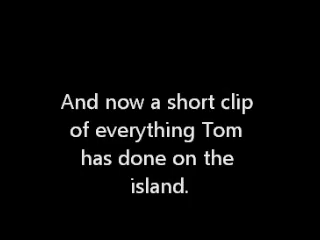 And now a short clip
of everything Tom
has done on the
island.